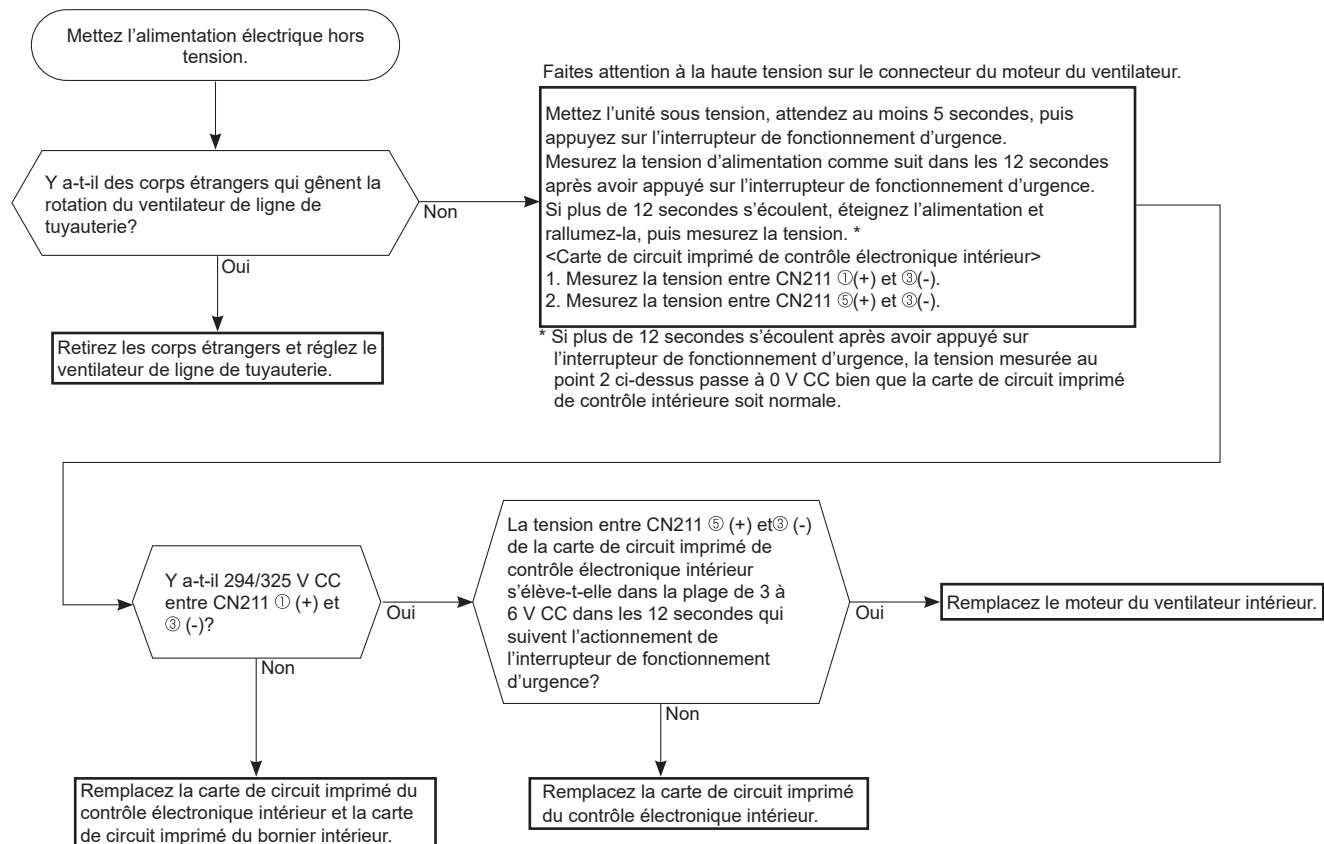 Mettez l’alimentation électrique hors
tension.
Faites attention à la haute tension sur le connecteur du moteur du ventilateur.
Y a-t-il des corps étrangers qui gênent la
rotation du ventilateur de ligne de
tuyauterie?
Non
Oui
Retirez les corps étrangers et réglez le
ventilateur de ligne de tuyauterie.
Mettez l’unité sous tension, attendez au moins 5 secondes, puis
appuyez sur l’interrupteur de fonctionnement d’urgence.
Mesurez la tension d’alimentation comme suit dans les 12 secondes
après avoir appuyé sur l’interrupteur de fonctionnement d’urgence.
Si plus de 12 secondes s’écoulent, éteignez l’alimentation et
rallumez-la, puis mesurez la tension. *
<Carte de circuit imprimé de contrôle électronique intérieur>
1. Mesurez la tension entre CN211 ①(+) et ③(-).
2. Mesurez la tension entre CN211 ⑤(+) et ③(-).
* Si plus de 12 secondes s’écoulent après avoir appuyé sur
l’interrupteur de fonctionnement d’urgence, la tension mesurée au
point 2 ci-dessus passe à 0 V CC bien que la carte de circuit imprimé
de contrôle intérieure soit normale.
Y a-t-il 294/325 V CC
entre CN211 ① (+) et
③ (-)?
Oui
Non
Remplacez la carte de circuit imprimé du
contrôle électronique intérieur et la carte
de circuit imprimé du bornier intérieur.
La tension entre CN211 ⑤ (+) et③ (-)
de la carte de circuit imprimé de
contrôle électronique intérieur
s’élève-t-elle dans la plage de 3 à
6 V CC dans les 12 secondes qui
suivent l’actionnement de
l’interrupteur de fonctionnement
d’urgence?
Oui
Non
Remplacez la carte de circuit imprimé
du contrôle électronique intérieur.
Remplacez le moteur du ventilateur intérieur.